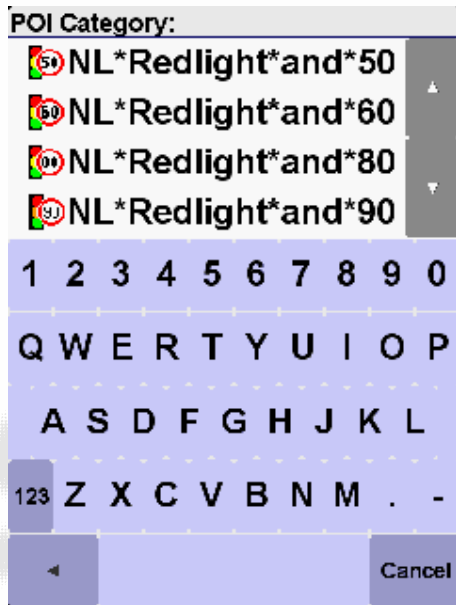 POI Category:
NL*Redlight*and*50
NL*Redlight*and*60
NL*Redlight*and*80
NL*Redlight*and*90
1 2 3 4 5 6 7 8 9 0
Q W E R T Y U I O P
A S D F G H J K L
123 Z X C V B N M . -
Cancel